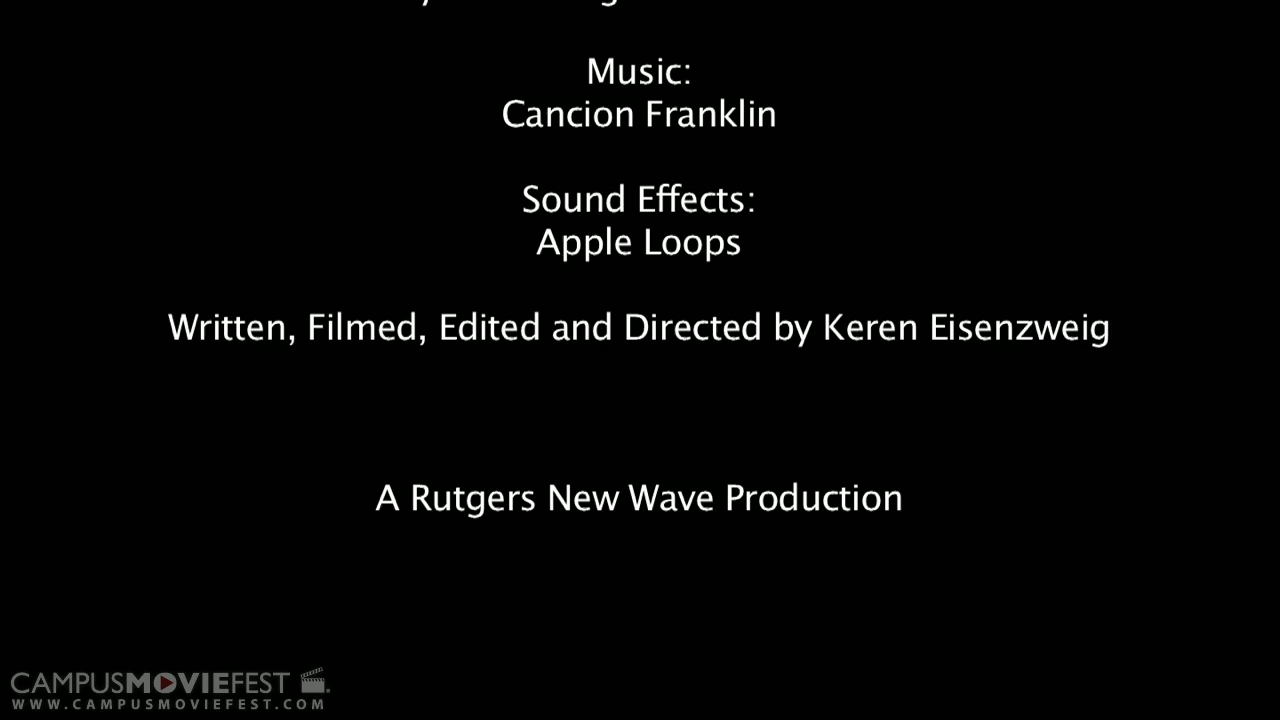 Music:
Cancion Franklin
Sound Effects:
Apple Loops
Written, Filmed, Edited and Directed by Keren Eisenzweig
A Rutgers New Wave Production
CAMPUSMOVIEFEST
WWW.CAMPUSMOVIEFEST.COM